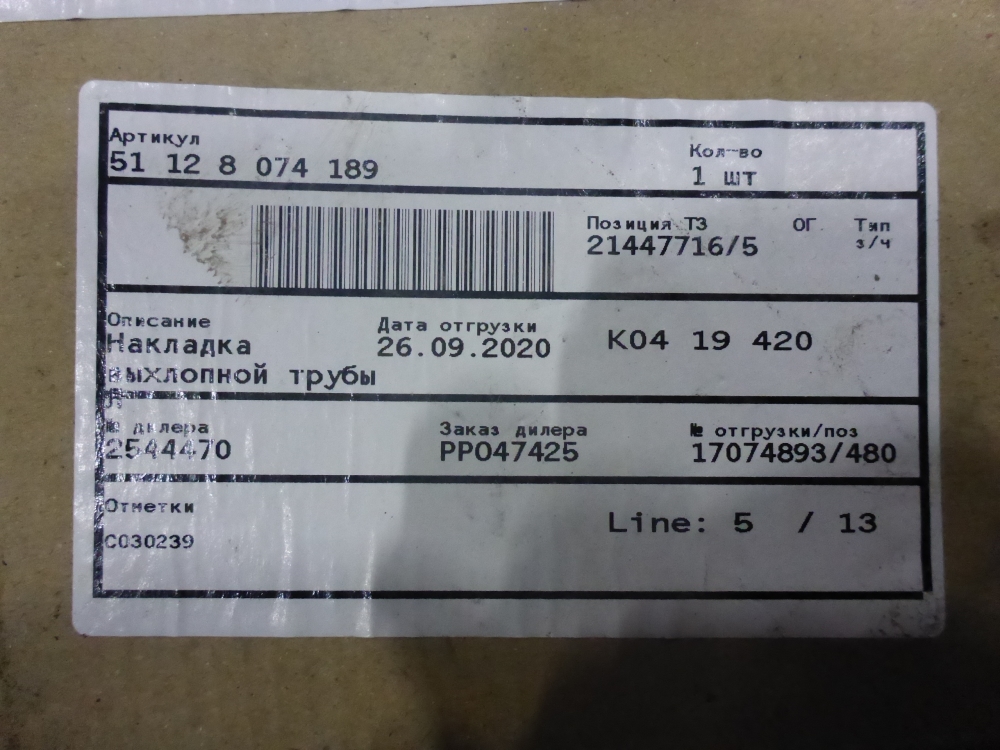 Артикул
51 12 8 074 189
Кол-во
1 шт
Позиция ТЗ ОГ Тип
21447716/5 з/ч
Описание
Накладка
выхлопной трубы
Дата отгрузки
26.09.2020
K04 19 420
№ дилера
2544470
Заказ дилера
PP047425
№ отгрузки/поз
17074893/480
Отметки
C030239
Line: 5 / 13